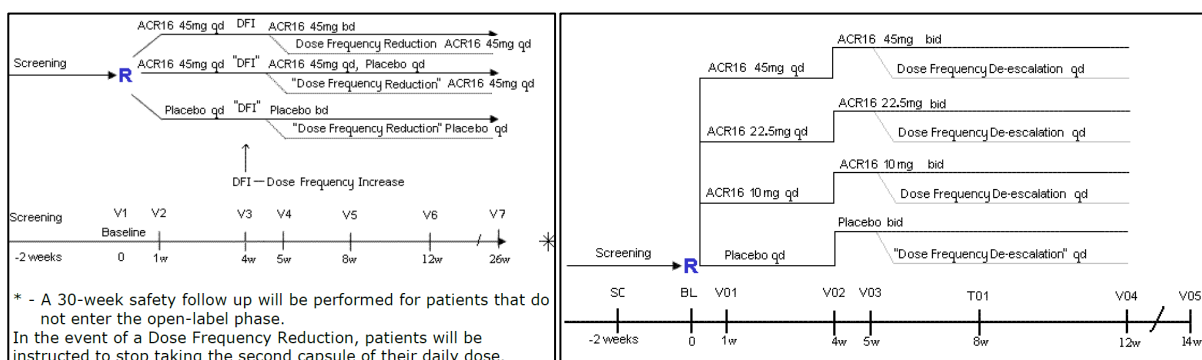 ACR16 45mg qd DFI ACR16 45mg bd
Dose Frequency Reduction ACR16 45mg qd
Screening
R
ACR16 45mg qd "DFI" ACR16 45mg qd, Placebo qd
"Dose Frequency Reduction" ACR16 45mg qd
Placebo qd "DFI" Placebo bd
"Dose Frequency Reduction" Placebo qd
DFI — Dose Frequency Increase
Screening V1 V2 V3 V4 V5 V6 V7
Baseline
-2 weeks 0 1w 4w 5w 8w 12w 26w
* - A 30-week safety follow up will be performed for patients that do
not enter the open-label phase.
In the event of a Dose Frequency Reduction, patients will be
instructed to stop taking the second capsule of their daily dose.
ACR16 45mg bid
ACR16 45mg qd
Dose Frequency De-escalation qd
ACR16 22.5mg bid
ACR16 22.5mg qd
Dose Frequency De-escalation qd
ACR16 10mg bid
ACR16 10mg qd
Dose Frequency De-escalation qd
Placebo bid
Screening
R
Placebo qd
"Dose Frequency De-escalation" qd
SC BL V01 V02 V03 T01 V04 V05
-2 weeks 0 1w 4w 5w 8w 12w 14w